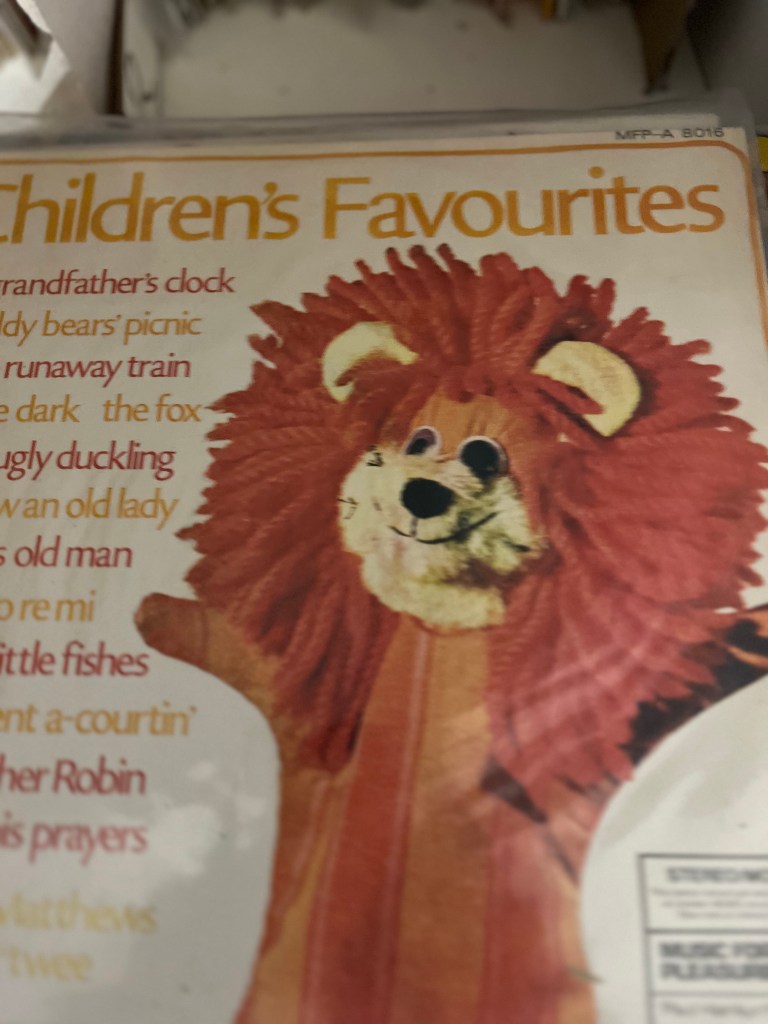 MFP-A 8016
Children's Favourites
randfather's clock
ddy bears' picnic
runaway train
e dark the fox
ugly duckling
w an old lady
s old man
o re mi
ittle fishes
ent a-courtin'
her Robin
is prayers
Matthews
twee
STEREO/MO
MUSIC FOR
PLEASURE